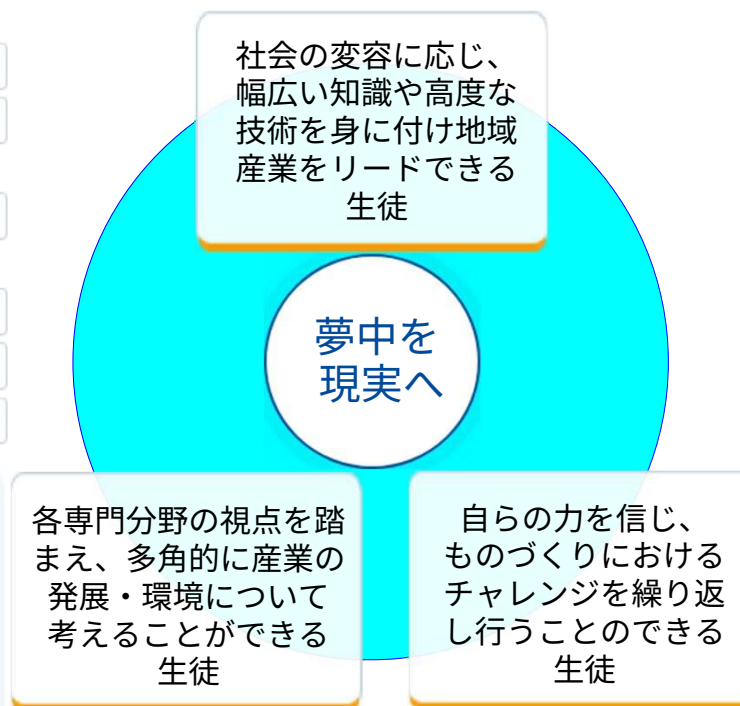 社会の変容に応じ、
幅広い知識や高度な
技術を身に付け地域
産業をリードできる
生徒
夢中を
現実へ
各専門分野の視点を踏
まえ、多角的に産業の
発展・環境について
考えることができる
生徒
自らの力を信じ、
ものづくりにおける
チャレンジを繰り返
し行うことのできる
生徒